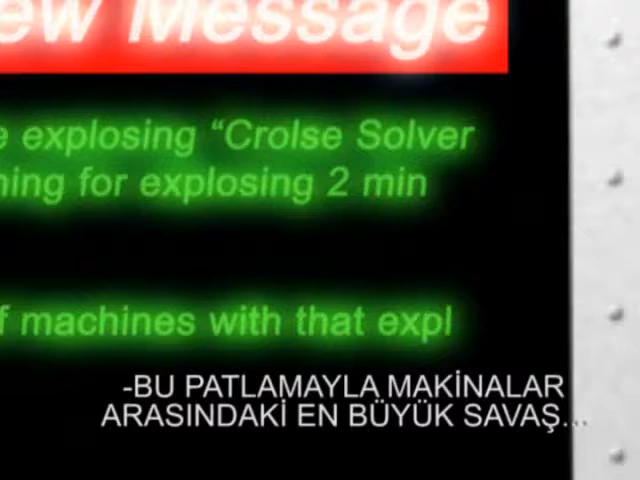 ew Message
e explosing “Crolse Solver
ning for explosing 2 min
f machines with that expl
-BU PATLAMAYLA MAKİNALAR
ARASINDAKİ EN BÜYÜK SAVAŞ...